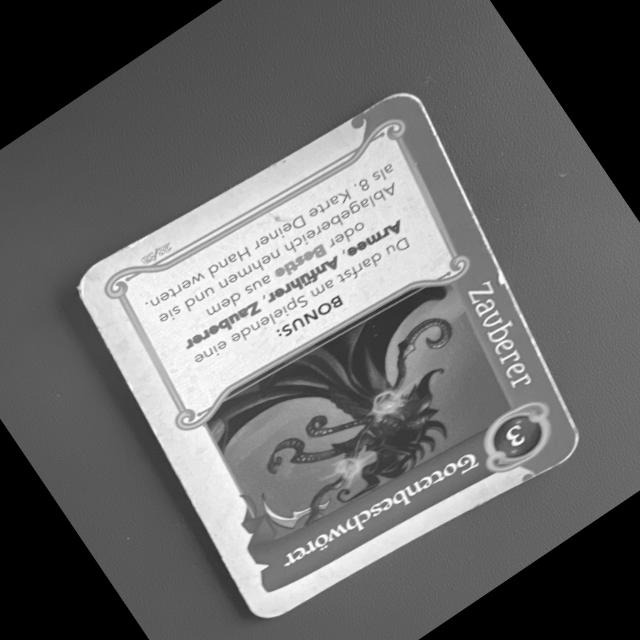 3
Totenbeschwörer
Zauberer
BONUS:
Du darfst am Spielende eine
Armee, Anführer, Zauberer
oder Bestie aus dem
Ablagebereich nehmen und sie
als 8. Karte Deiner Hand werten.